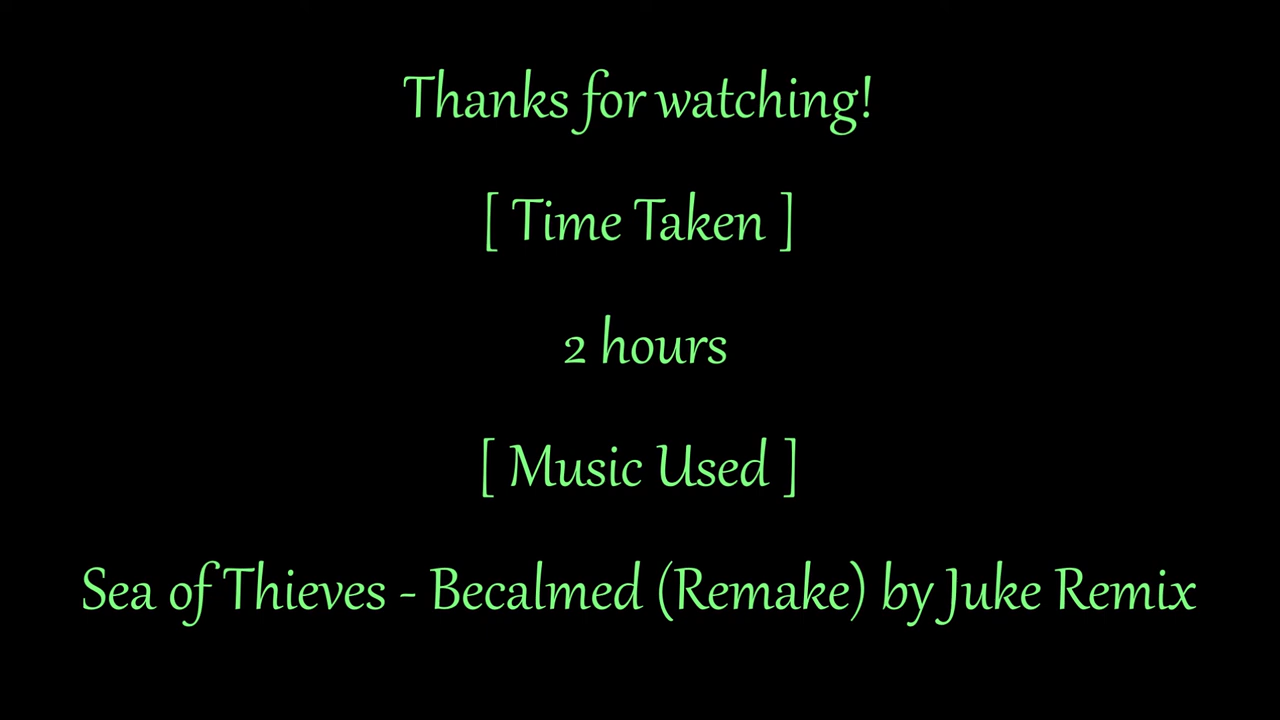 Thanks for watching!
[ Time Taken ]
2 hours
[ Music Used ]
Sea of Thieves - Becalmed (Remake) by Juke Remix